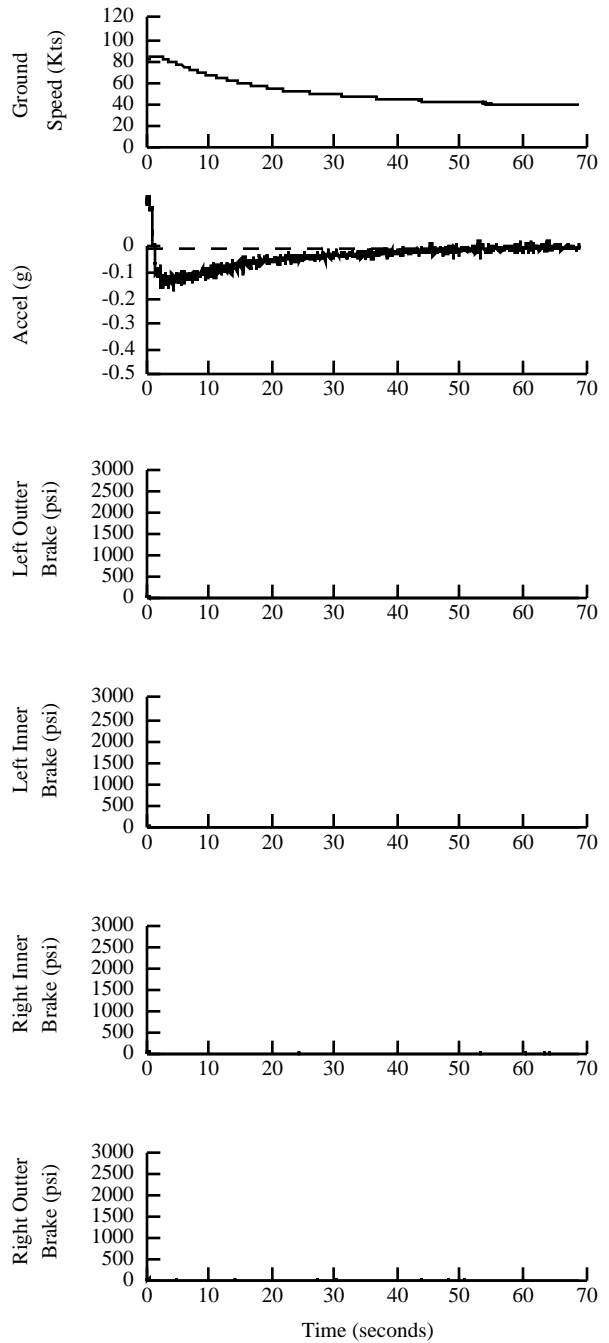 Ground
Speed (Kts)
120
100
80
60
40
20
0
0 10 20 30 40 50 60 70
Accel (g)
0
-0.1
-0.2
-0.3
-0.4
-0.5
0 10 20 30 40 50 60 70
Left Outter
Brake (psi)
3000
2500
2000
1500
1000
500
0
0 10 20 30 40 50 60 70
Left Inner
Brake (psi)
3000
2500
2000
1500
1000
500
0
0 10 20 30 40 50 60 70
Right Inner
Brake (psi)
3000
2500
2000
1500
1000
500
0
0 10 20 30 40 50 60 70
Right Outter
Brake (psi)
3000
2500
2000
1500
1000
500
0
0 10 20 30 40 50 60 70
Time (seconds)